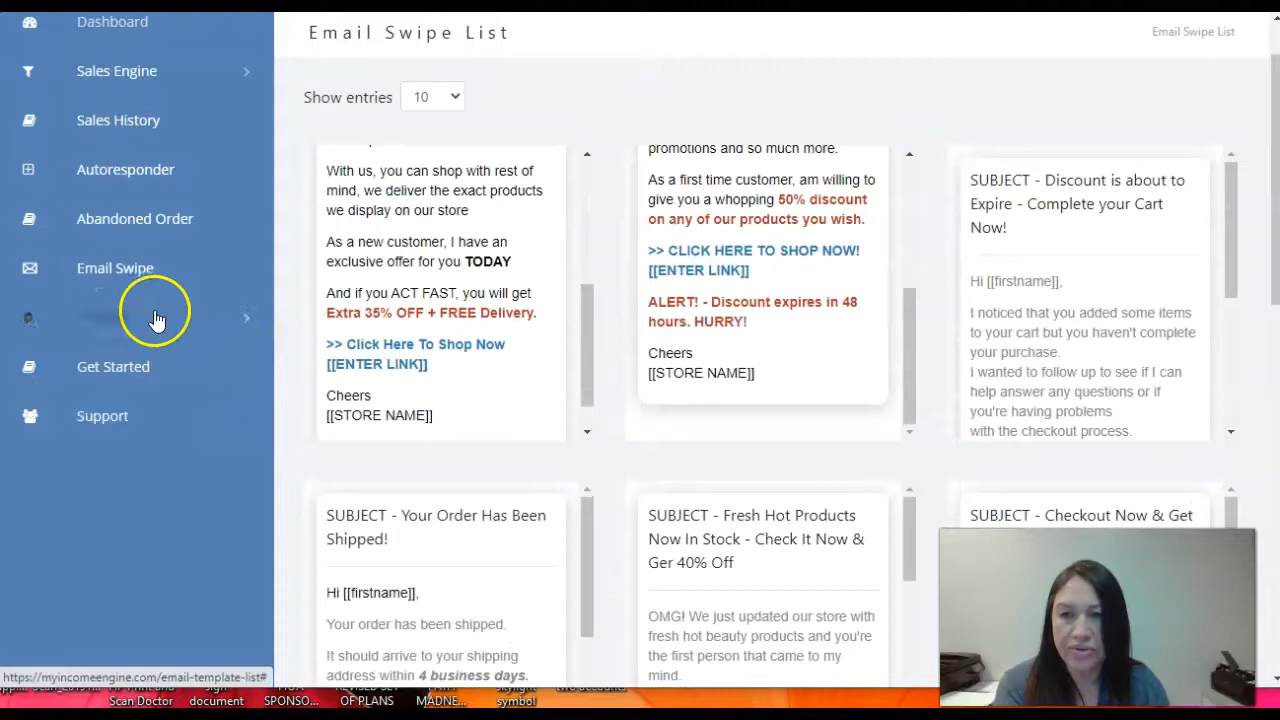 Dashboard
Sales Engine
Sales History
Autoresponder
Abandoned Order
Email Swipe
Get Started
Support
https://myincomeengine.com/email-template-list#
Email Swipe List
Email Swipe List
Show entries 10
With us, you can shop with rest of
mind, we deliver the exact products
we display on our store
As a new customer, I have an
exclusive offer for you TODAY
And if you ACT FAST, you will get
Extra 35% OFF + FREE Delivery.
>> Click Here To Shop Now
[[ENTER LINK]]
Cheers
[[STORE NAME]]
promotions and so much more.
As a first time customer, am willing to
give you a whopping 50% discount
on any of our products you wish.
>> CLICK HERE TO SHOP NOW!
[[ENTER LINK]]
ALERT! - Discount expires in 48
hours. HURRY!
Cheers
[[STORE NAME]]
SUBJECT - Discount is about to
Expire - Complete your Cart
Now!
Hi [[firstname]],
I noticed that you added some items
to your cart but you haven't complete
your purchase.
I wanted to follow up to see if I can
help answer any questions or if
you're having problems
with the checkout process.
SUBJECT - Your Order Has Been
Shipped!
Hi [[firstname]],
Your order has been shipped.
It should arrive to your shipping
address within 4 business days.
SUBJECT - Fresh Hot Products
Now In Stock - Check It Now &
Ger 40% Off
OMG! We just updated our store with
fresh hot beauty products and you're
the first person that came to my
mind.
SUBJECT - Checkout Now & Get
Scan Doctor
document
SPONSO...
OF PLANS
MADNE...
symbol